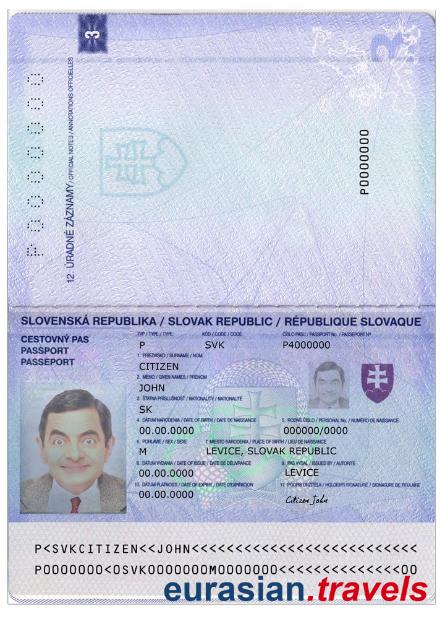 3
P0000000
12. ÚRADNÉ ZÁZNAMY / OFFICIAL NOTES / ANNOTATIONS OFFICIELLES
3
P0000000
SLOVENSKÁ REPUBLIKA / SLOVAK REPUBLIC / RÉPUBLIQUE SLOVAQUE
CESTOVNÝ PAS
PASSPORT
PASSEPORT
TYP / TYPE / TYPE KÓD / CODE / CODE ČÍSLO PASU / PASSPORT No. / PASSEPORT Nº
P SVK P4000000
1. PRIEZVISKO / SURNAME / NOM
CITIZEN
2. MENO / GIVEN NAMES / PRÉNOM
JOHN
3. ŠTÁTNA PRÍSLUŠNOSŤ / NATIONALITY / NATIONALITÉ
SK
4. DÁTUM NARODENIA / DATE OF BIRTH / DATE DE NAISSANCE 5. RODNÉ ČÍSLO / PERSONAL No. / NUMÉRO DE NAISSANCE
00.00.0000 000000/0000
6. POHLAVIE / SEX / SEXE 7. MIESTO NARODENIA / PLACE OF BIRTH / LIEU DE NAISSANCE
M LEVICE, SLOVAK REPUBLIC
8. DÁTUM VYDANIA / DATE OF ISSUE / DATE DE DÉLIVRANCE 9. PAS VYDAL / ISSUED BY / AUTORITÉ
00.00.0000 LEVICE
10. DÁTUM PLATNOSTI / DATE OF EXPIRY / DATE D'EXPIRATION 11. PODPIS DRŽITEĽA / HOLDER'S SIGNATURE / SIGNATURE DE TITULAIRE
00.00.0000 Citizen John
P<SVKCITIZEN<<JOHN<<<<<<<<<<<<<<<<<<<<<<<<<<
P0000000<0SVK0000000M0000000<<<<<<<<<<<<<<00
eurasian.travels